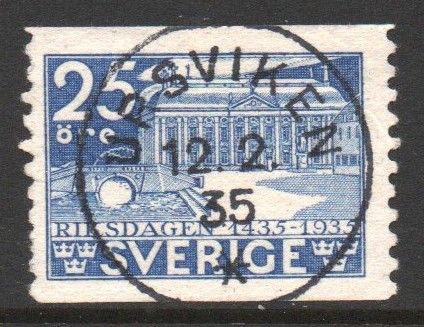 25
öre
URSVIKEN
12.2.
35
*
RIKSDAGEN·1435-1935
SVERIGE